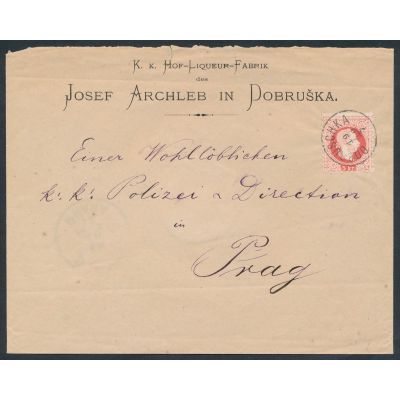 K. K. HOF-LIQUEUR-FABRIK
des
JOSEF ARCHLEB IN DOBRUŠKA.
Einer Wohllöblichen
k: k: Polizei - Direction
in
Prag